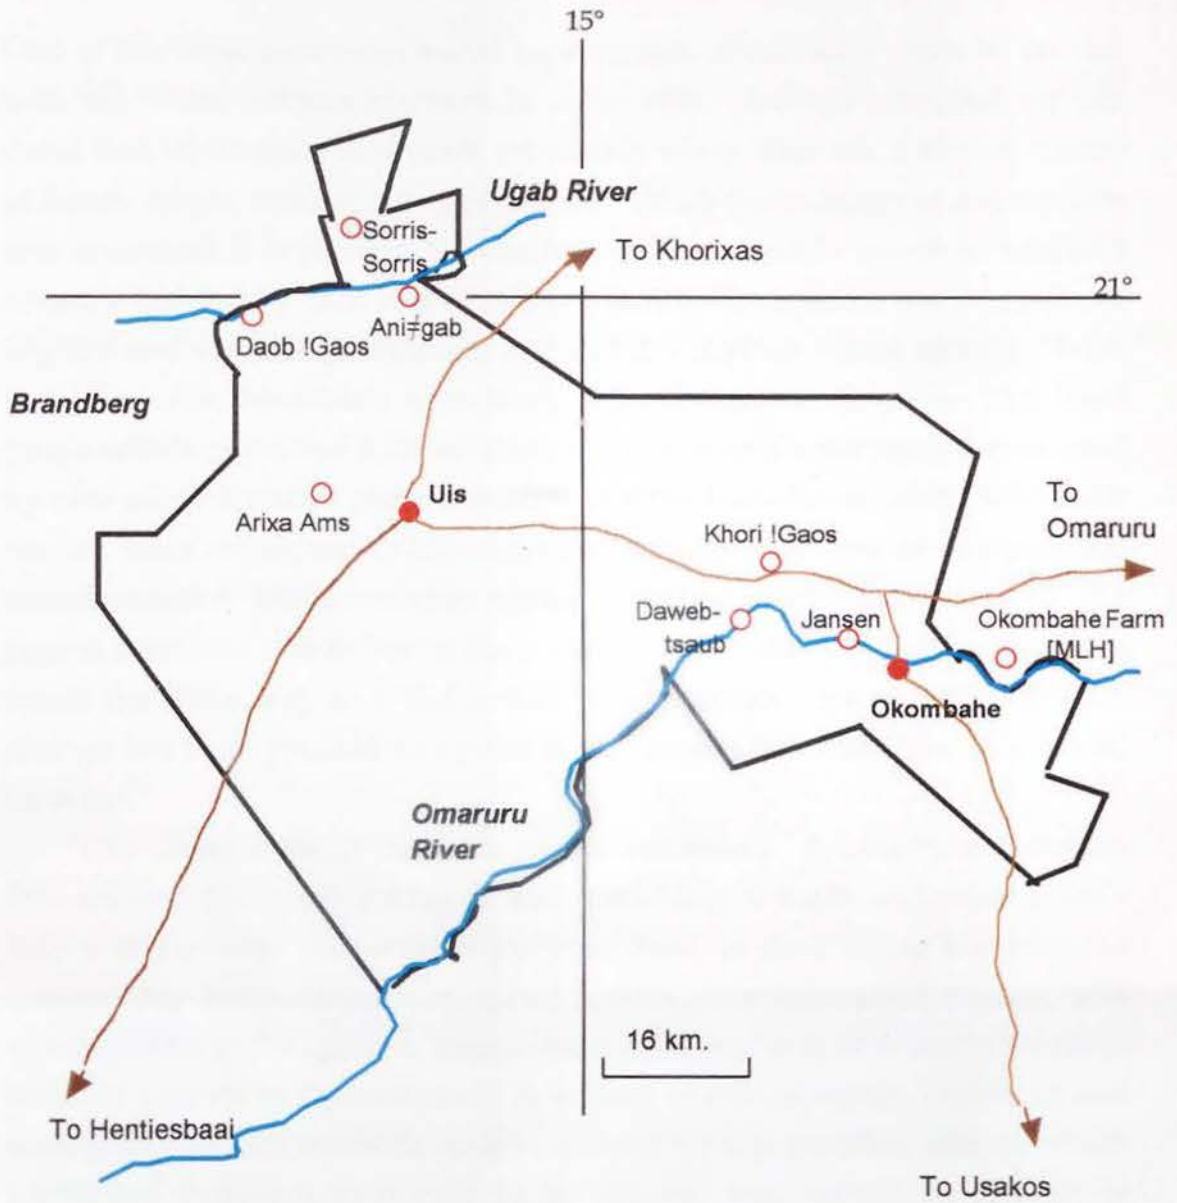 15°
Ugab River
Sorris-
Sorris
To Khorixas
21°
Ani≠gab
Daob !Gaos
Brandberg
Uis
To
Omaruru
Arixa Ams
Khori !Gaos
Daweb-
tsaub
Jansen
Okombahe Farm
[MLH]
Okombahe
Omaruru
River
16 km.
To Hentiesbaai
To Usakos